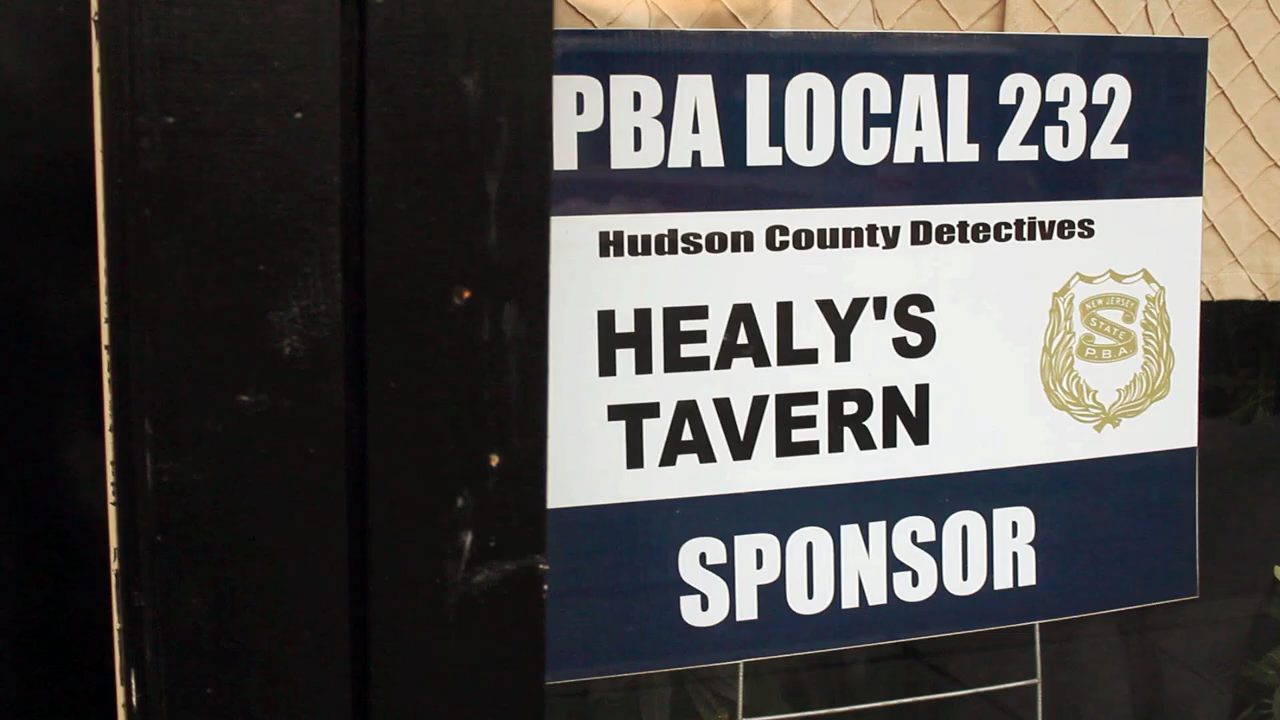 PBA LOCAL 232
Hudson County Detectives
HEALY'S
TAVERN
NEW JERSEY
STATE
P.B.A.
SPONSOR